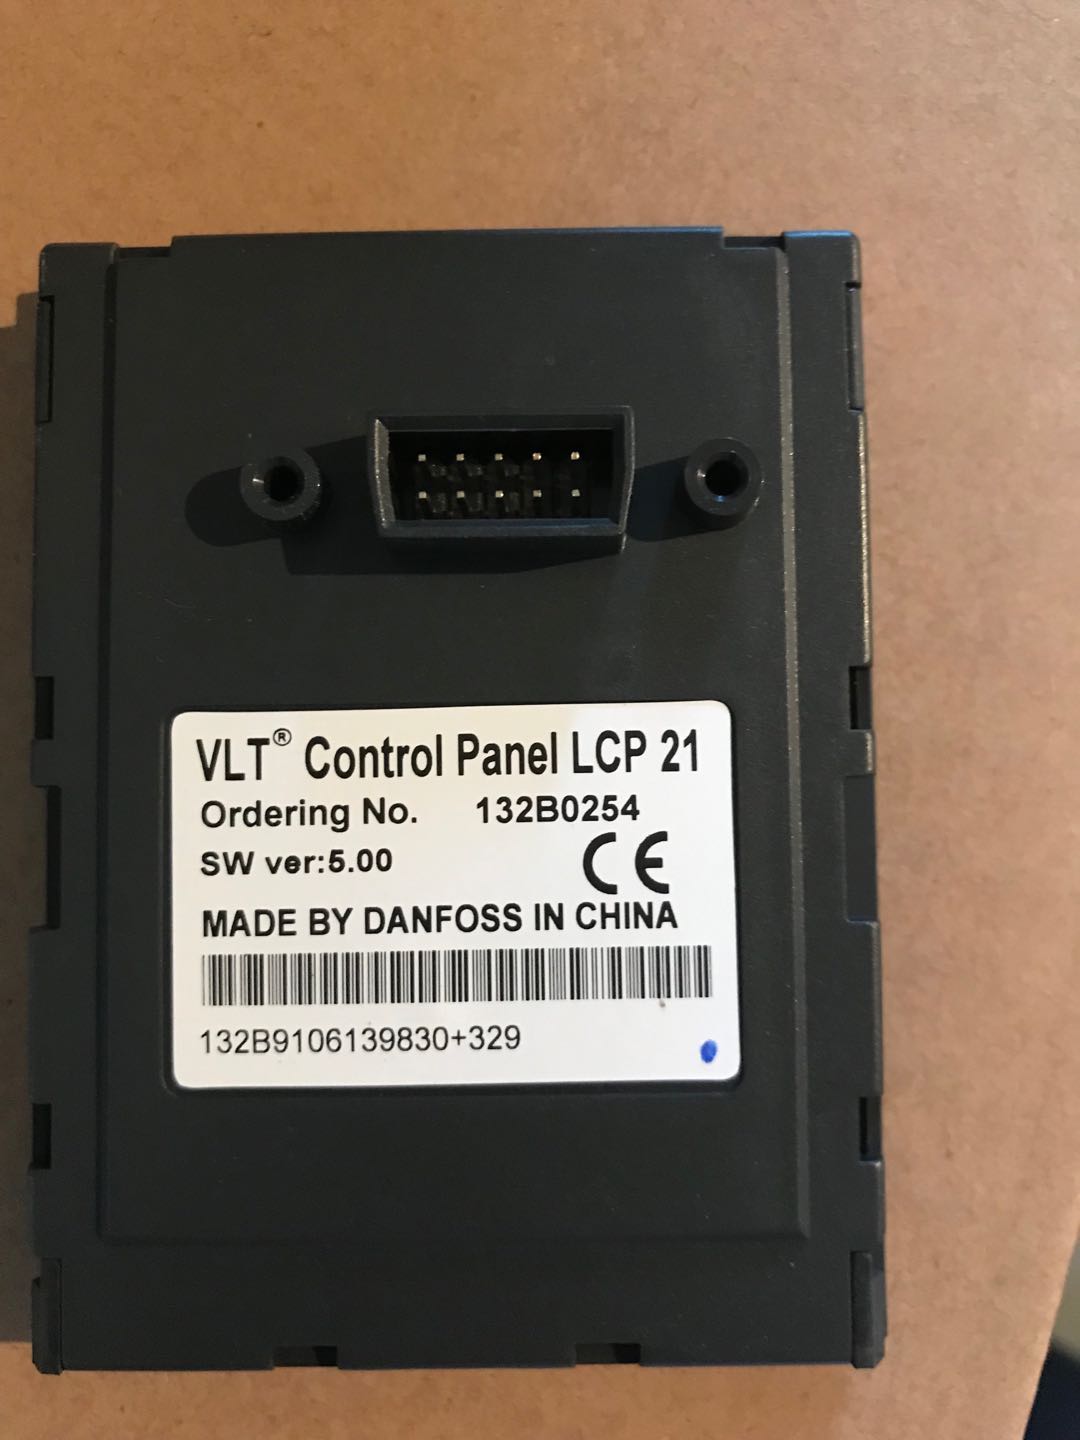 VLT® Control Panel LCP 21
Ordering No. 132B0254
SW ver:5.00
CE
MADE BY DANFOSS IN CHINA
132B9106139830+329